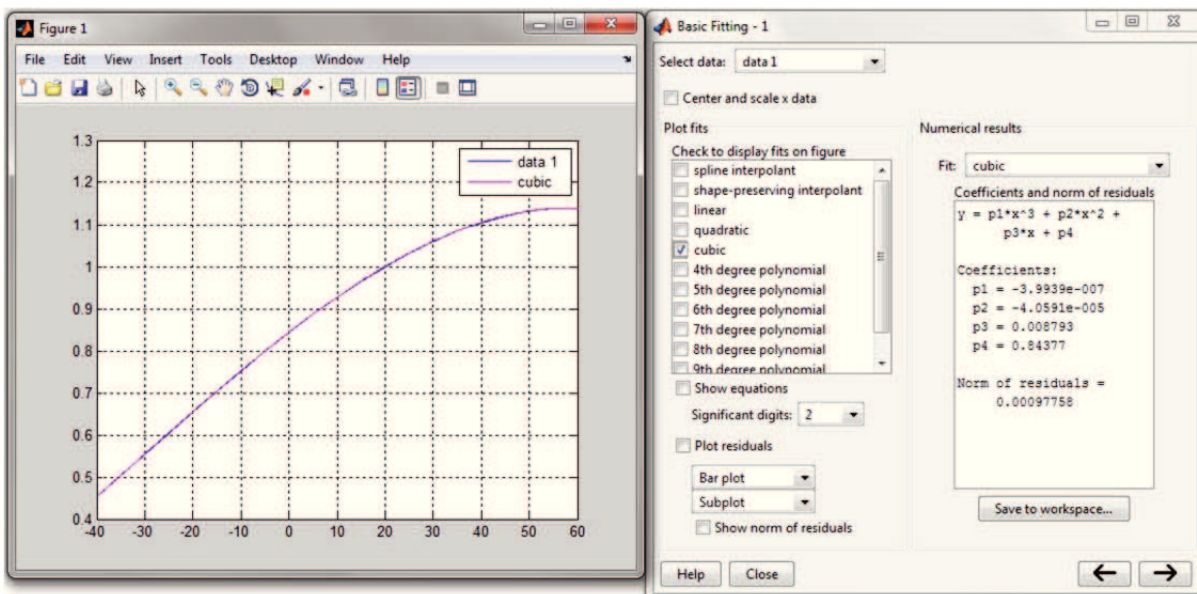 Figure 1
File Edit View Insert Tools Desktop Window Help
1.3
1.2
1.1
1
0.9
0.8
0.7
0.6
0.5
0.4
-40 -30 -20 -10 0 10 20 30 40 50 60
data 1
cubic
Basic Fitting - 1
Select data: data 1
Center and scale x data
Plot fits
Check to display fits on figure
spline interpolant
shape-preserving interpolant
linear
quadratic
cubic
4th degree polynomial
5th degree polynomial
6th degree polynomial
7th degree polynomial
8th degree polynomial
9th degree polynomial
Show equations
Significant digits: 2
Plot residuals
Bar plot
Subplot
Show norm of residuals
Numerical results
Fit: cubic
Coefficients and norm of residuals
y = p1*x^3 + p2*x^2 +
p3*x + p4
Coefficients:
p1 = -3.9939e-007
p2 = -4.0591e-005
p3 = 0.008793
p4 = 0.84377
Norm of residuals =
0.00097758
Save to workspace...
Help Close